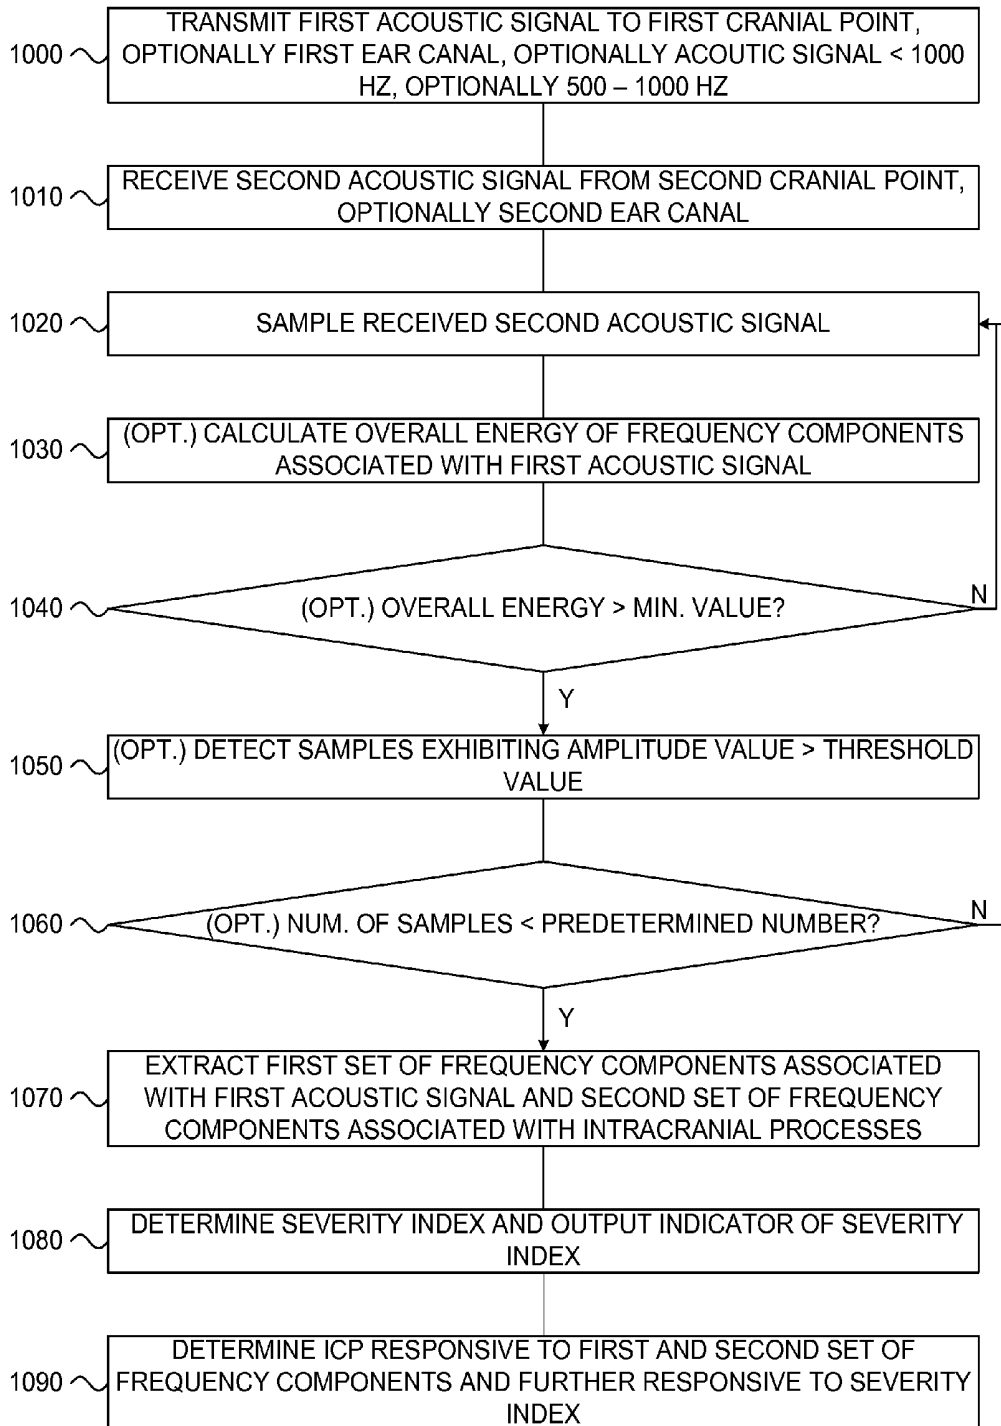 1000
TRANSMIT FIRST ACOUSTIC SIGNAL TO FIRST CRANIAL POINT,
OPTIONALLY FIRST EAR CANAL, OPTIONALLY ACOUTIC SIGNAL < 1000
HZ, OPTIONALLY 500 – 1000 HZ
1010
RECEIVE SECOND ACOUSTIC SIGNAL FROM SECOND CRANIAL POINT,
OPTIONALLY SECOND EAR CANAL
1020
SAMPLE RECEIVED SECOND ACOUSTIC SIGNAL
1030
(OPT.) CALCULATE OVERALL ENERGY OF FREQUENCY COMPONENTS
ASSOCIATED WITH FIRST ACOUSTIC SIGNAL
1040
(OPT.) OVERALL ENERGY > MIN. VALUE?
N
Y
1050
(OPT.) DETECT SAMPLES EXHIBITING AMPLITUDE VALUE > THRESHOLD
VALUE
1060
(OPT.) NUM. OF SAMPLES < PREDETERMINED NUMBER?
N
Y
1070
EXTRACT FIRST SET OF FREQUENCY COMPONENTS ASSOCIATED
WITH FIRST ACOUSTIC SIGNAL AND SECOND SET OF FREQUENCY
COMPONENTS ASSOCIATED WITH INTRACRANIAL PROCESSES
1080
DETERMINE SEVERITY INDEX AND OUTPUT INDICATOR OF SEVERITY
INDEX
1090
DETERMINE ICP RESPONSIVE TO FIRST AND SECOND SET OF
FREQUENCY COMPONENTS AND FURTHER RESPONSIVE TO SEVERITY
INDEX